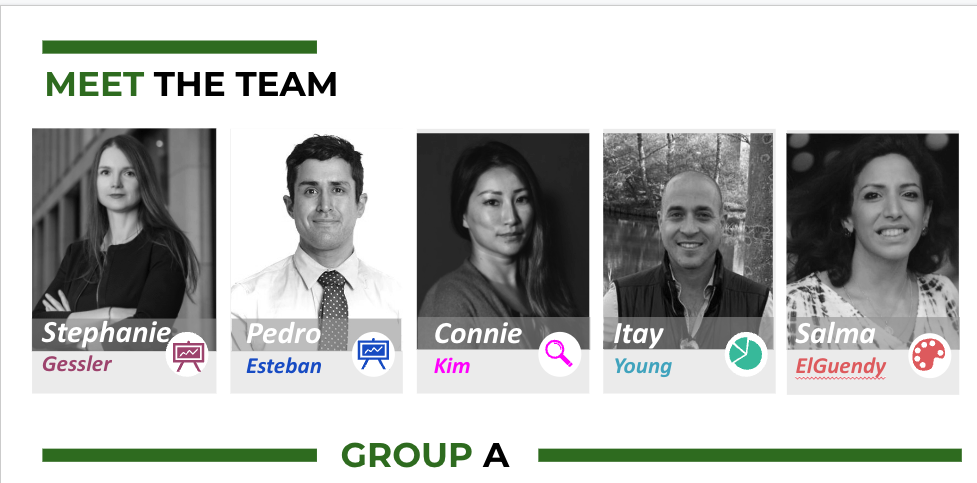 MEET THE TEAM
Stephanie
Gessler
Pedro
Esteban
Connie
Kim
Itay
Young
Salma
ElGuendy
GROUP A